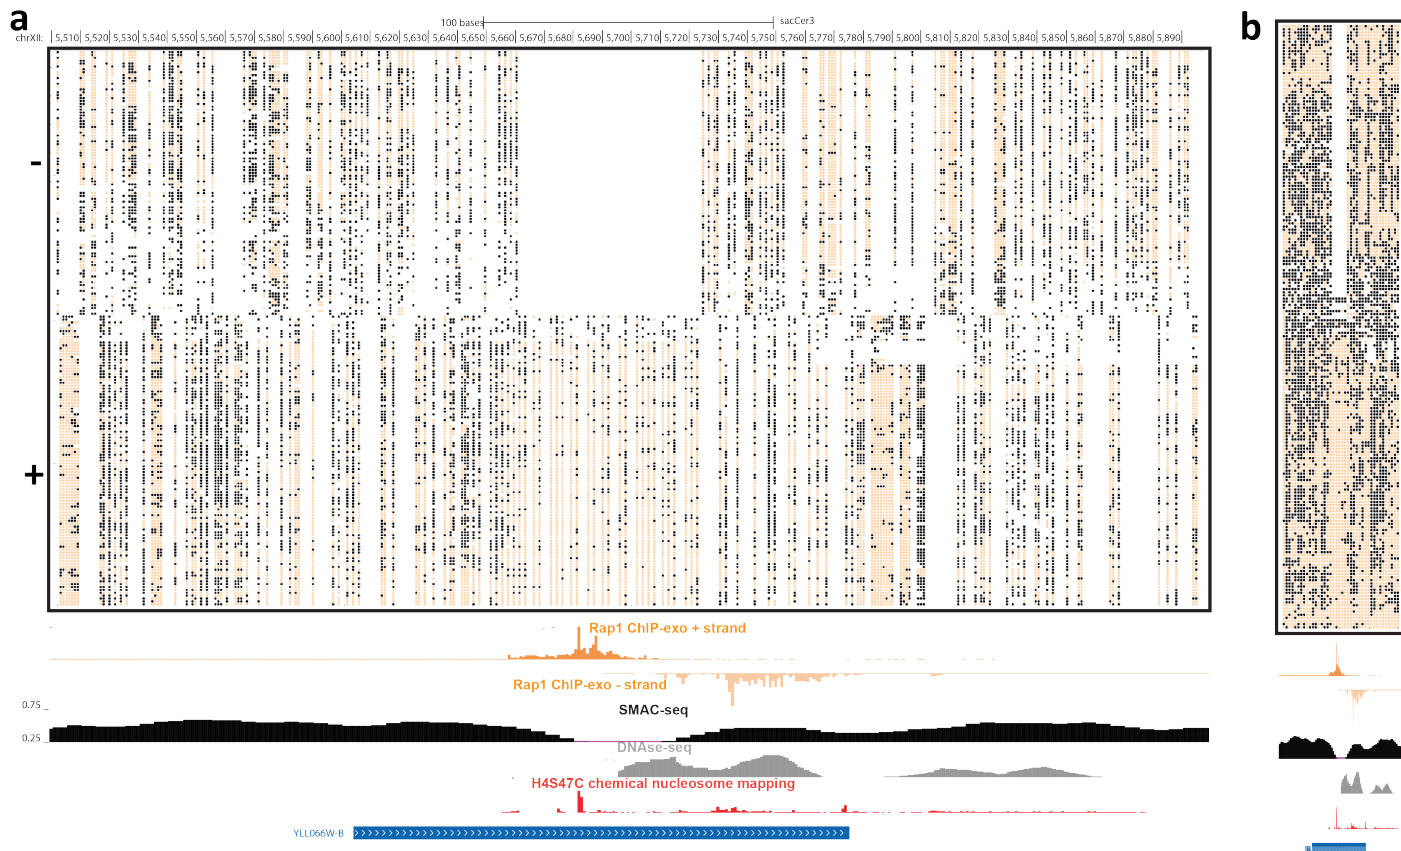 a
b
100 bases
sacCer3
chrXII:
5,510| 5,520| 5,530| 5,540| 5,550| 5,560| 5,570| 5,580| 5,590| 5,600| 5,610| 5,620| 5,630| 5,640| 5,650| 5,660| 5,670| 5,680| 5,690| 5,700| 5,710| 5,720| 5,730| 5,740| 5,750| 5,760| 5,770| 5,780| 5,790| 5,800| 5,810| 5,820| 5,830| 5,840| 5,850| 5,860| 5,870| 5,880| 5,890|
-
+
Rap1 ChIP-exo + strand
Rap1 ChIP-exo - strand
0.75
SMAC-seq
0.25
DNAse-seq
H4S47C chemical nucleosome mapping
YLL066W-B